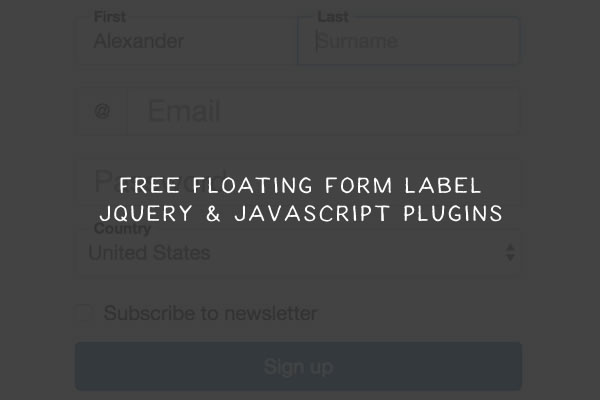 First Last
Alexander Surname
@ Email
Password
FREE FLOATING FORM LABEL
JQUERY & JAVASCRIPT PLUGINS
Country
United States
Subscribe to newsletter
Sign up